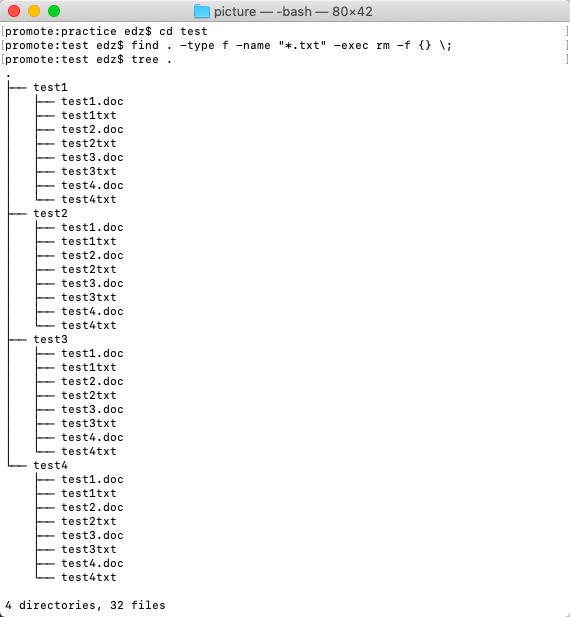 picture — -bash — 80×42
[promote:practice edz$ cd test ]
[promote:test edz$ find . -type f -name "*.txt" -exec rm -f {} \; ]
[promote:test edz$ tree . ]
.
├── test1
│   ├── test1.doc
│   ├── test1txt
│   ├── test2.doc
│   ├── test2txt
│   ├── test3.doc
│   ├── test3txt
│   ├── test4.doc
│   └── test4txt
├── test2
│   ├── test1.doc
│   ├── test1txt
│   ├── test2.doc
│   ├── test2txt
│   ├── test3.doc
│   ├── test3txt
│   ├── test4.doc
│   └── test4txt
├── test3
│   ├── test1.doc
│   ├── test1txt
│   ├── test2.doc
│   ├── test2txt
│   ├── test3.doc
│   ├── test3txt
│   ├── test4.doc
│   └── test4txt
└── test4
    ├── test1.doc
    ├── test1txt
    ├── test2.doc
    ├── test2txt
    ├── test3.doc
    ├── test3txt
    ├── test4.doc
    └── test4txt
4 directories, 32 files